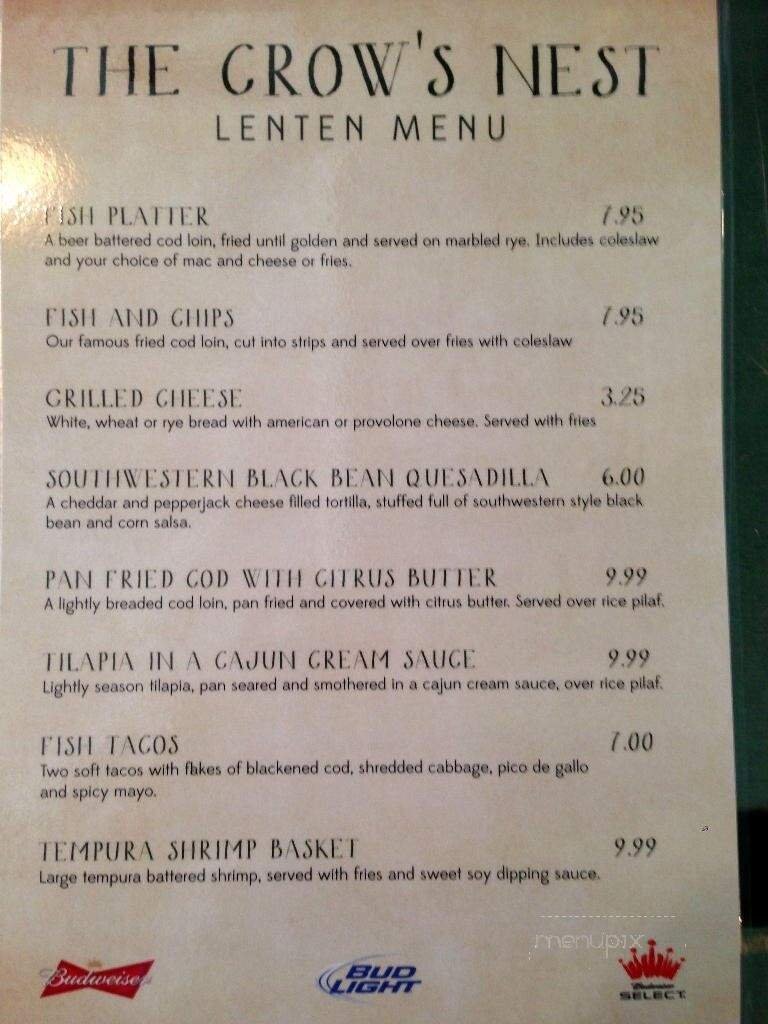 THE CROW'S NEST
LENTEN MENU
FISH PLATTER 7.95
A beer battered cod loin, fried until golden and served on marbled rye. Includes coleslaw
and your choice of mac and cheese or fries.
FISH AND CHIPS 7.95
Our famous fried cod loin, cut into strips and served over fries with coleslaw
GRILLED CHEESE 3.25
White, wheat or rye bread with american or provolone cheese. Served with fries
SOUTHWESTERN BLACK BEAN QUESADILLA 6.00
A cheddar and pepperjack cheese filled tortilla, stuffed full of southwestern style black
bean and corn salsa.
PAN FRIED COD WITH CITRUS BUTTER 9.99
A lightly breaded cod loin, pan fried and covered with citrus butter. Served over rice pilaf.
TILAPIA IN A CAJUN CREAM SAUCE 9.99
Lightly season tilapia, pan seared and smothered in a cajun cream sauce, over rice pilaf.
FISH TACOS 7.00
Two soft tacos with flakes of blackened cod, shredded cabbage, pico de gallo
and spicy mayo.
TEMPURA SHRIMP BASKET 9.99
Large tempura battered shrimp, served with fries and sweet soy dipping sauce.
menupix
Budweiser
BUD
LIGHT
Budweiser
SELECT